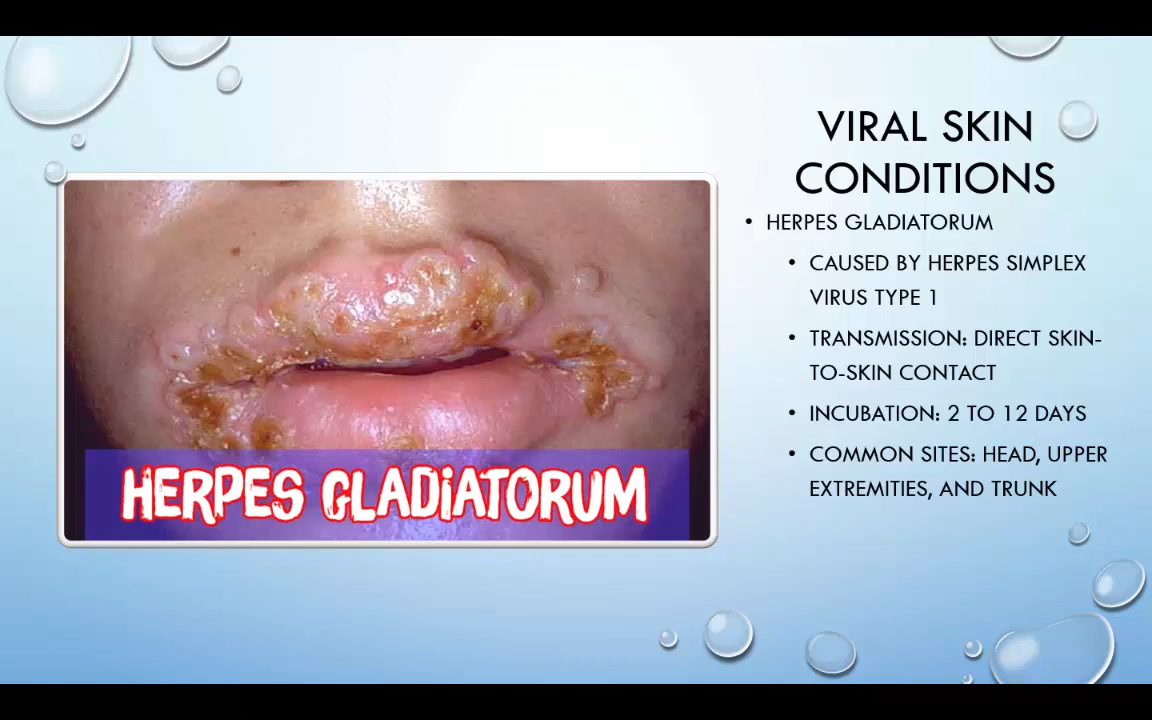 VIRAL SKIN
CONDITIONS
• HERPES GLADIATORUM
• CAUSED BY HERPES SIMPLEX
VIRUS TYPE 1
• TRANSMISSION: DIRECT SKIN-
TO-SKIN CONTACT
• INCUBATION: 2 TO 12 DAYS
• COMMON SITES: HEAD, UPPER
EXTREMITIES, AND TRUNK
HERPES GLADIATORUM